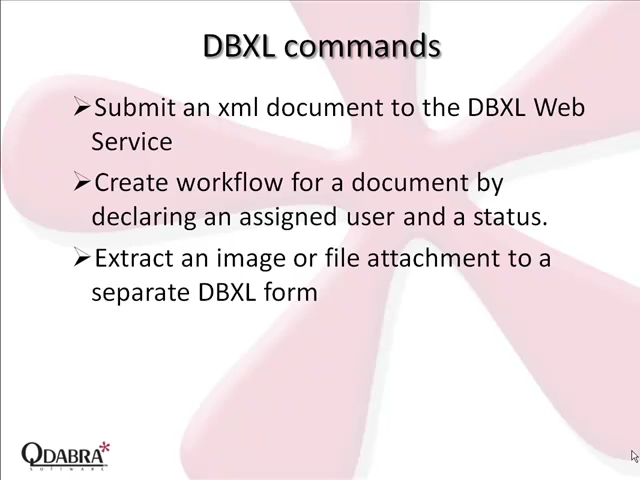 DBXL commands
➢Submit an xml document to the DBXL Web
Service
➢Create workflow for a document by
declaring an assigned user and a status.
➢Extract an image or file attachment to a
separate DBXL form
QDABRA*
SOFTWARE